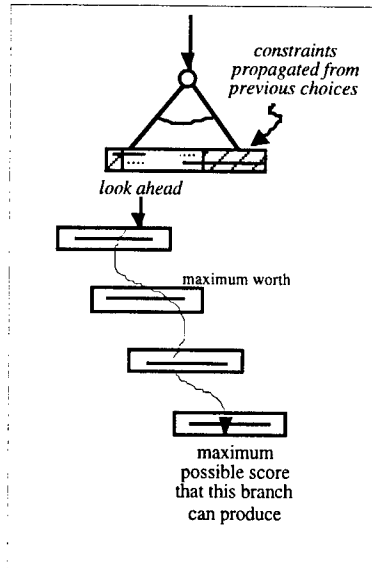 constraints
propagated from
previous choices
look ahead
maximum worth
maximum
possible score
that this branch
can produce